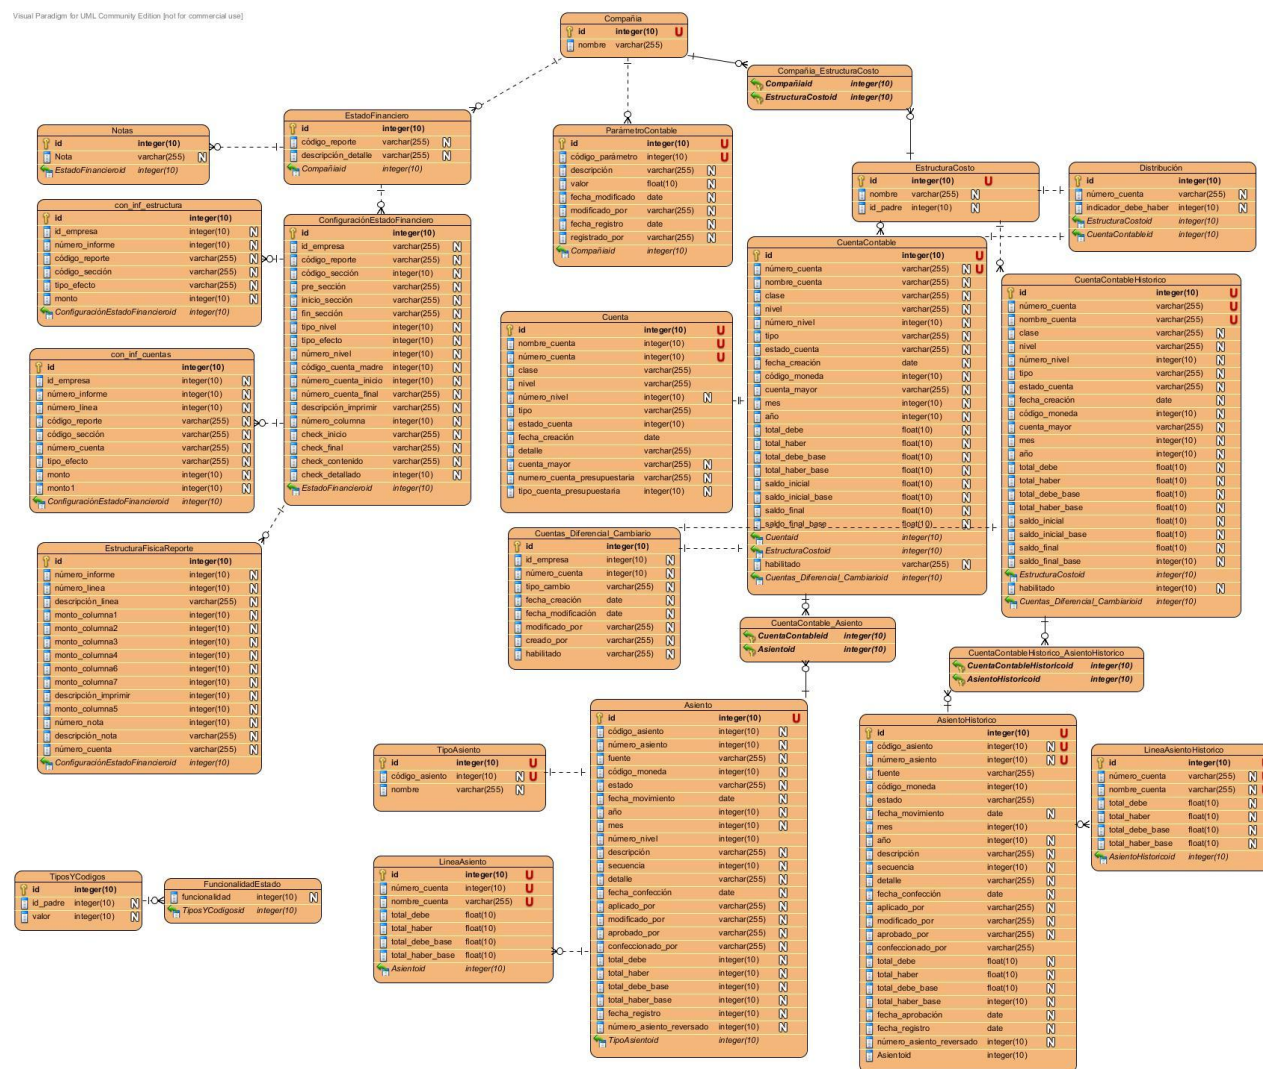 Visual Paradigm for UML Community Edition [not for commercial use]
Compañia
id integer(10) U
nombre varchar(255)
Compañia_EstructuraCosto
Compañiaid integer(10)
EstructuraCostoid integer(10)
EstadoFinanciero
id integer(10)
código_reporte varchar(255) N
descripción_detalle varchar(255) N
Compañiaid integer(10)
Notas
id integer(10)
Nota varchar(255) N
EstadoFinancieroid integer(10)
ParámetroContable
id integer(10) U
código_parámetro integer(10) U
descripción varchar(255) N
valor float(10) N
fecha_modificado date N
modificado_por varchar(255) N
fecha_registro date N
registrado_por varchar(255) N
Compañiaid integer(10)
EstructuraCosto
id integer(10) U
nombre varchar(255) N
id_padre integer(10) N
Distribución
id integer(10)
número_cuenta varchar(255) N
indicador_debe_haber integer(10) N
EstructuraCostoid integer(10)
CuentaContableid integer(10)
con_inf_estructura
id integer(10)
id_empresa integer(10) N
número_informe integer(10) N
código_reporte varchar(255) N
código_sección integer(10) N
tipo_efecto varchar(255) N
monto integer(10) N
ConfiguraciónEstadoFinancieroid integer(10)
ConfiguraciónEstadoFinanciero
id integer(10)
id_empresa varchar(255) N
código_reporte varchar(255) N
código_sección integer(10) N
pre_sección varchar(255) N
inicio_sección varchar(255) N
fin_sección varchar(255) N
tipo_nivel integer(10) N
tipo_efecto integer(10) N
número_nivel integer(10) N
código_cuenta_madre integer(10) N
número_cuenta_inicio integer(10) N
número_cuenta_final integer(10) N
descripción_imprimir varchar(255) N
número_columna integer(10) N
check_inicio varchar(255) N
check_final varchar(255) N
check_contenido varchar(255) N
check_detallado integer(10) N
EstadoFinancieroid integer(10)
CuentaContable
id integer(10) U
número_cuenta varchar(255) N U
nombre_cuenta varchar(255) N
clase varchar(255) N
nivel varchar(255) N
número_nivel integer(10) N
tipo varchar(255) N
estado_cuenta varchar(255) N
fecha_creación date N
código_moneda integer(10) N
cuenta_mayor varchar(255) N
mes integer(10) N
año integer(10) N
total_debe float(10) N
total_haber float(10) N
total_debe_base float(10) N
total_haber_base float(10) N
saldo_inicial float(10) N
saldo_inicial_base float(10) N
saldo_final float(10) N
saldo_final_base float(10) N
Cuentaid integer(10)
EstructuraCostoid integer(10)
habilitado varchar(255) N
Cuentas_Diferencial_Cambiarioid integer(10)
CuentaContableHistorico
id integer(10) U
número_cuenta varchar(255) U
nombre_cuenta varchar(255) U
clase varchar(255) N
nivel varchar(255) N
número_nivel integer(10) N
tipo varchar(255) N
estado_cuenta varchar(255) N
fecha_creación date N
código_moneda integer(10) N
cuenta_mayor varchar(255) N
mes integer(10) N
año integer(10) N
total_debe float(10) N
total_haber float(10) N
total_debe_base float(10) N
total_haber_base float(10) N
saldo_inicial float(10) N
saldo_inicial_base float(10) N
saldo_final float(10) N
saldo_final_base integer(10) N
EstructuraCostoid integer(10)
habilitado integer(10) N
Cuentas_Diferencial_Cambiarioid integer(10)
Cuenta
id integer(10) U
nombre_cuenta integer(10) U
número_cuenta integer(10) U
clase varchar(255)
nivel varchar(255)
número_nivel integer(10) N
tipo varchar(255)
estado_cuenta integer(10)
fecha_creación date
detalle varchar(255)
cuenta_mayor varchar(255) N
numero_cuenta_presupuestaria varchar(255) N
tipo_cuenta_presupuestaria integer(10) N
con_inf_cuentas
id integer(10)
id_empresa integer(10) N
número_informe integer(10) N
número_linea integer(10) N
código_reporte varchar(255) N
código_sección varchar(255) N
número_cuenta varchar(255) N
tipo_efecto varchar(255) N
monto integer(10) N
monto1 integer(10) N
ConfiguraciónEstadoFinancieroid integer(10)
Cuentas_Diferencial_Cambiario
id integer(10)
id_empresa integer(10) N
número_cuenta integer(10) N
tipo_cambio varchar(255) N
fecha_creación date N
fecha_modificación date N
modificado_por varchar(255) N
creado_por varchar(255) N
habilitado varchar(255) N
EstructuraFisicaReporte
id integer(10)
número_informe integer(10) N
número_linea integer(10) N
descripción_linea varchar(255) N
monto_columna1 integer(10) N
monto_columna2 integer(10) N
monto_columna3 integer(10) N
monto_columna4 integer(10) N
monto_columna6 integer(10) N
monto_columna7 integer(10) N
descripción_imprimir integer(10) N
monto_columna5 integer(10) N
número_nota integer(10) N
descripción_nota varchar(255) N
número_cuenta varchar(255) N
ConfiguraciónEstadoFinancieroid integer(10)
CuentaContable_Asiento
CuentaContableid integer(10)
Asientoid integer(10)
CuentaContableHistorico_AsientoHistorico
CuentaContableHistoricoid integer(10)
AsientoHistoricoid integer(10)
Asiento
id integer(10) U
código_asiento integer(10) N
número_asiento integer(10) N
fuente varchar(255) N
código_moneda integer(10) N
estado varchar(255) N
fecha_movimiento date N
año integer(10) N
mes integer(10) N
número_nivel integer(10)
descripción varchar(255) N
secuencia integer(10) N
detalle varchar(255) N
fecha_confección date N
aplicado_por varchar(255) N
modificado_por varchar(255) N
aprobado_por varchar(255) N
confeccionado_por varchar(255) N
total_debe integer(10) N
total_haber integer(10) N
total_debe_base integer(10) N
total_haber_base integer(10) N
fecha_registro integer(10) N
número_asiento_reversado integer(10) N
TipoAsientoid integer(10)
AsientoHistorico
id integer(10) U
código_asiento integer(10) N U
número_asiento integer(10) N U
fuente varchar(255)
código_moneda integer(10)
estado varchar(255)
fecha_movimiento date N
mes integer(10)
año integer(10) N
descripción varchar(255) N
secuencia integer(10) N
detalle varchar(255) N
fecha_confección date N
aplicado_por varchar(255) N
modificado_por varchar(255) N
aprobado_por varchar(255) N
confeccionado_por varchar(255)
total_debe float(10) N
total_haber float(10) N
total_debe_base float(10) N
total_haber_base integer(10) N
fecha_aprobación date N
fecha_registro date N
número_asiento_reversado integer(10) N
Asientoid integer(10)
LineaAsientoHistorico
id integer(10)
número_cuenta varchar(255) N
nombre_cuenta varchar(255) N
total_debe float(10) N
total_haber float(10) N
total_debe_base float(10) N
total_haber_base float(10) N
AsientoHistoricoid integer(10)
TipoAsiento
id integer(10) U
código_asiento integer(10) N U
nombre varchar(255) N
LineaAsiento
id integer(10) U
número_cuenta integer(10) U
nombre_cuenta varchar(255) U
total_debe float(10)
total_haber float(10)
total_debe_base float(10)
total_haber_base float(10)
Asientoid integer(10)
TiposYCodigos
id integer(10)
id_padre integer(10) N
valor integer(10) N
FuncionalidadEstado
funcionalidad integer(10) N
TiposYCodigosid integer(10)